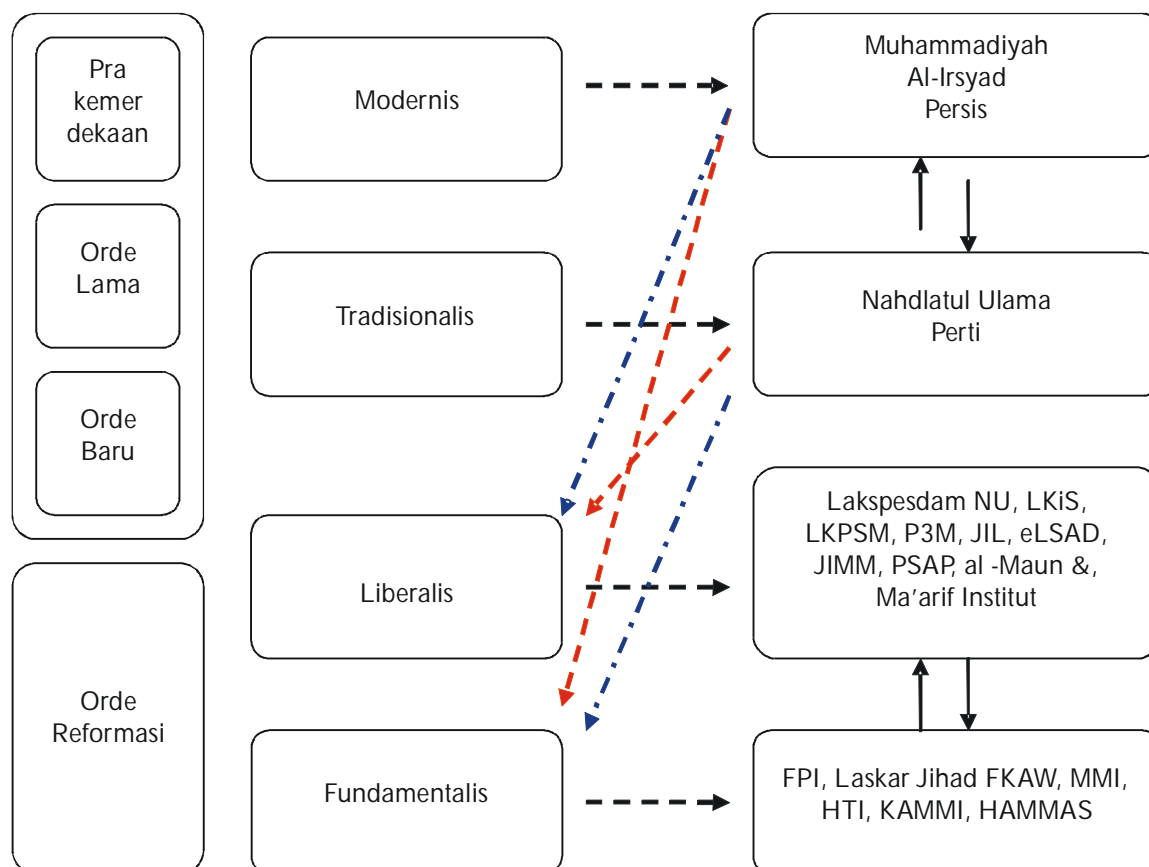 Pra
kemer
dekaan
Orde
Lama
Orde
Baru
Orde
Reformasi
Modernis
Tradisionalis
Liberalis
Fundamentalis
Muhammadiyah
Al-Irsyad
Persis
Nahdlatul Ulama
Perti
Lakspesdam NU, LKiS,
LKPSM, P3M, JIL, eLSAD,
JIMM, PSAP, al -Maun &,
Ma'arif Institut
FPI, Laskar Jihad FKAW, MMI,
HTI, KAMMI, HAMMAS